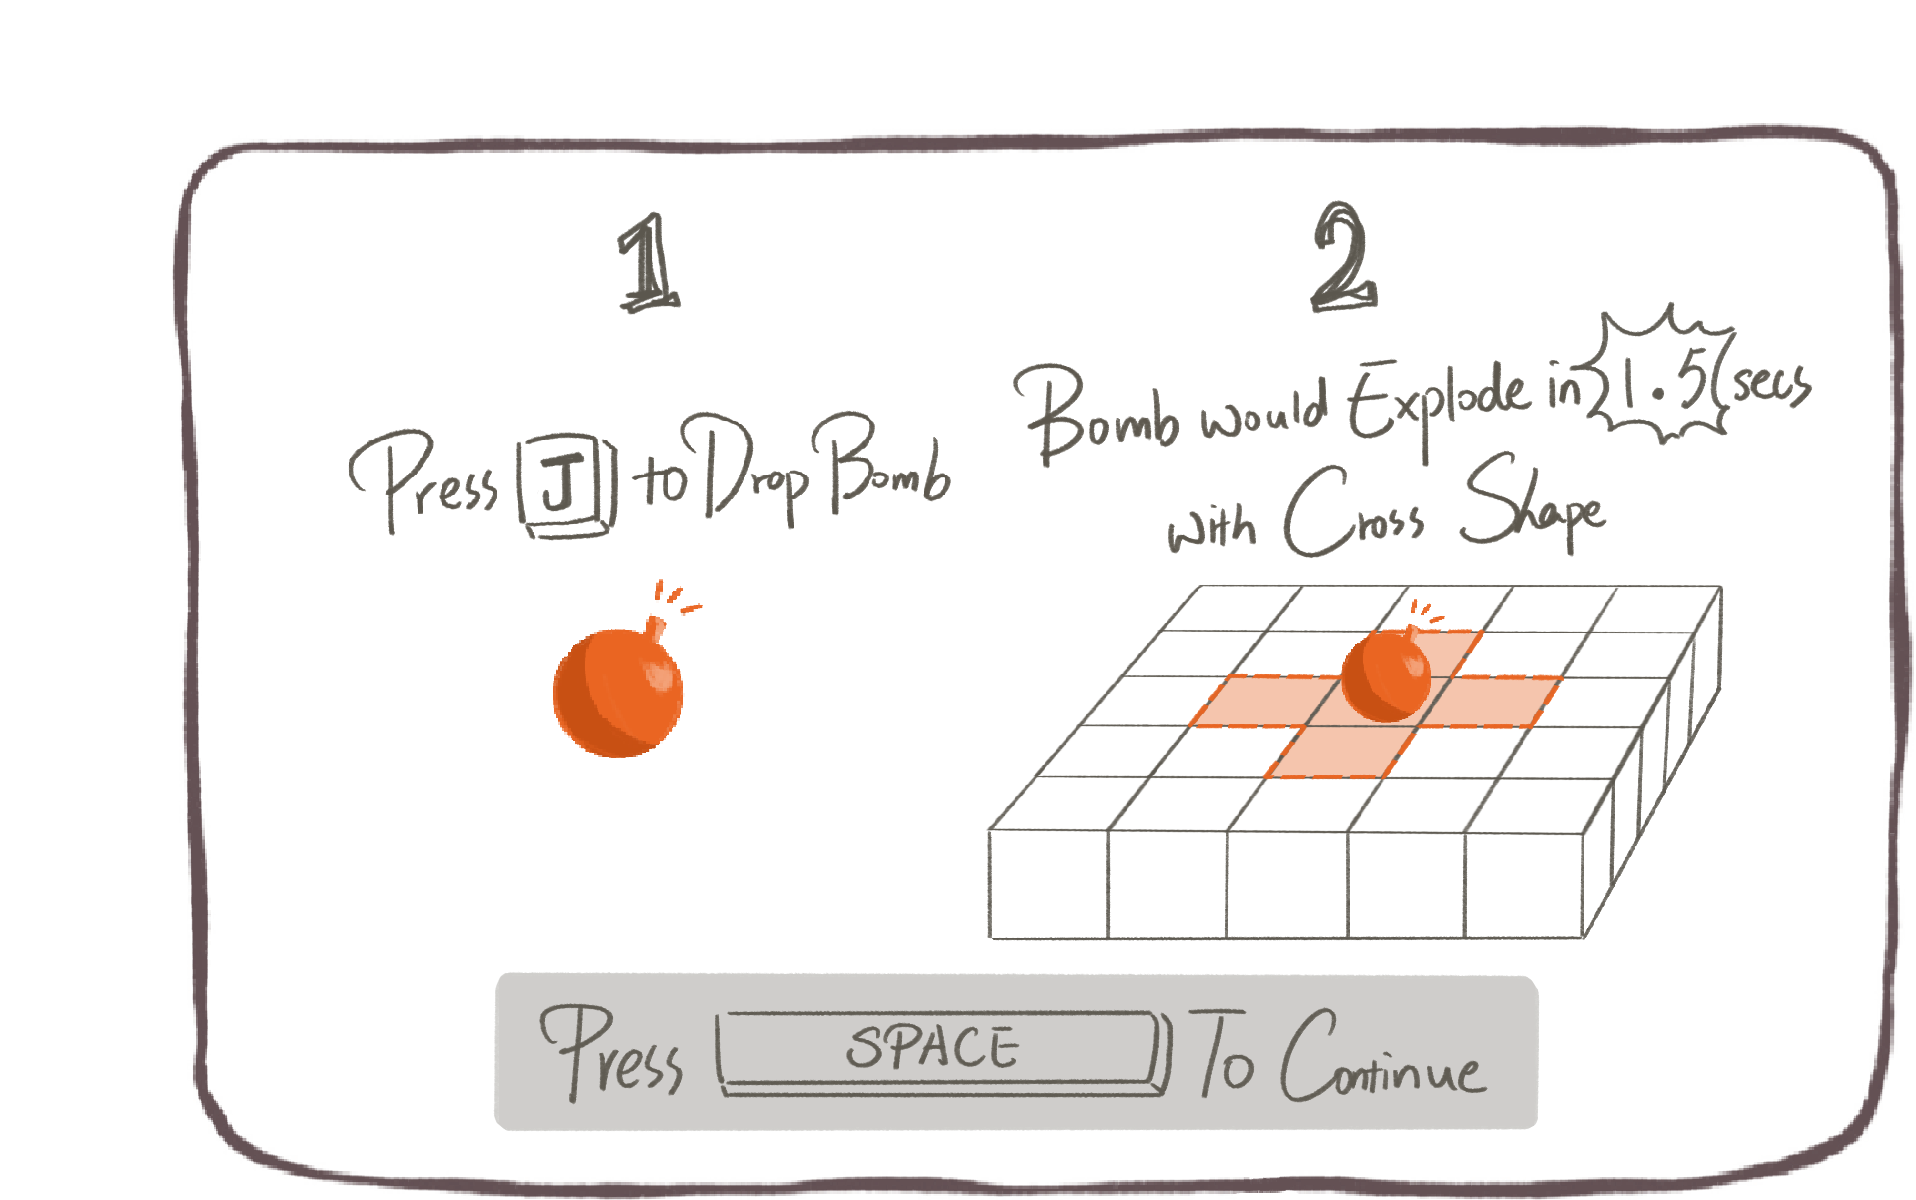 1
Press J to Drop Bomb
2
Bomb would Explode in 1.5 secs
with Cross Shape
Press SPACE To Continue